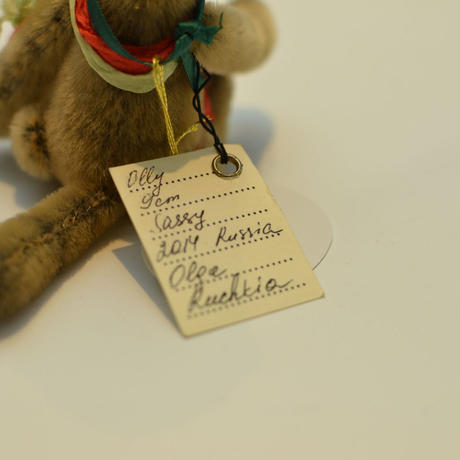 Olly
9cm
Sassy
2014 Russia
Olga
Ruchkia